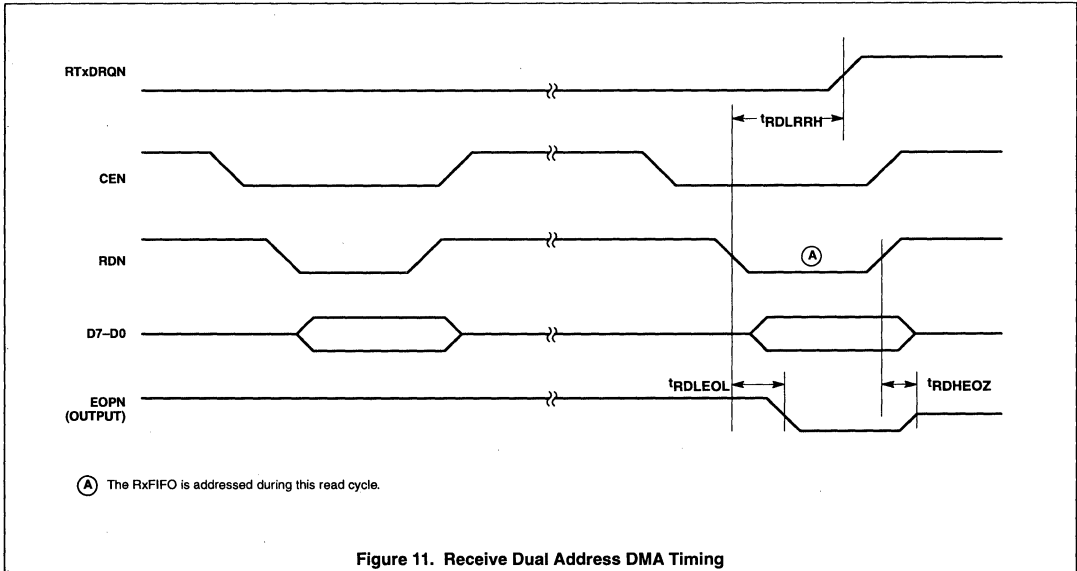 RTxDRQN
tRDLRRH
CEN
RDN
A
D7–D0
tRDLEOL
tRDHEOZ
EOPN
(OUTPUT)
A The RxFIFO is addressed during this read cycle.
Figure 11. Receive Dual Address DMA Timing